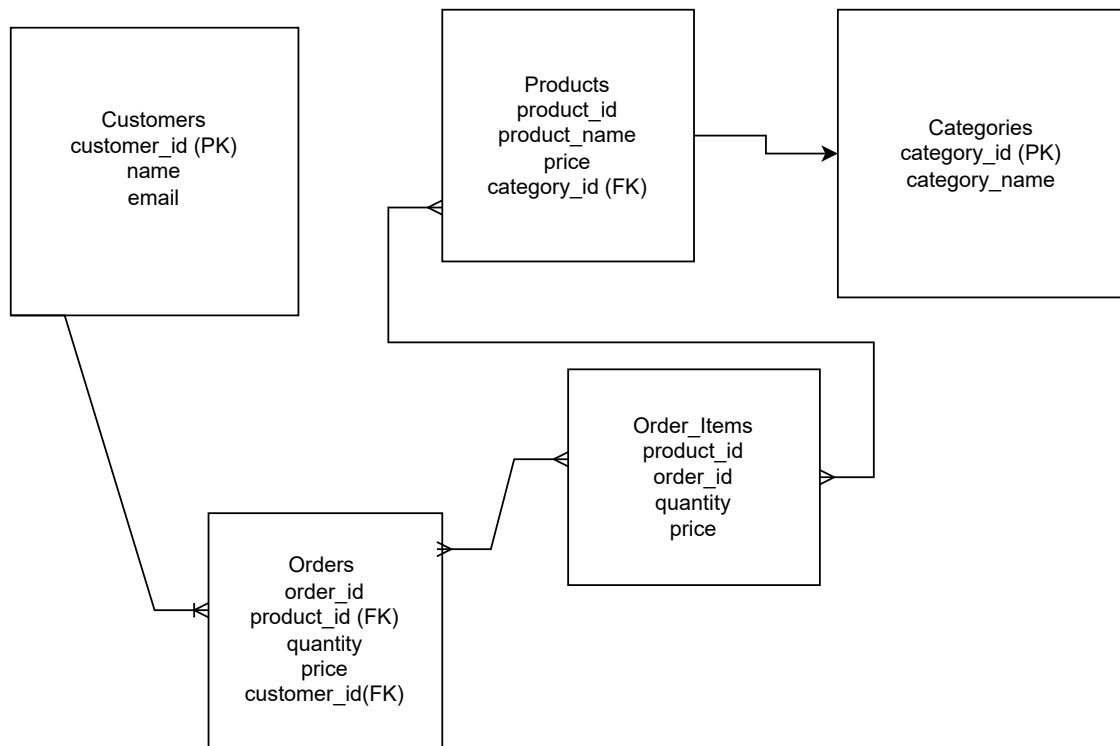 Customers
customer_id (PK)
name
email
Products
product_id
product_name
price
category_id (FK)
Categories
category_id (PK)
category_name
Order_Items
product_id
order_id
quantity
price
Orders
order_id
product_id (FK)
quantity
price
customer_id(FK)